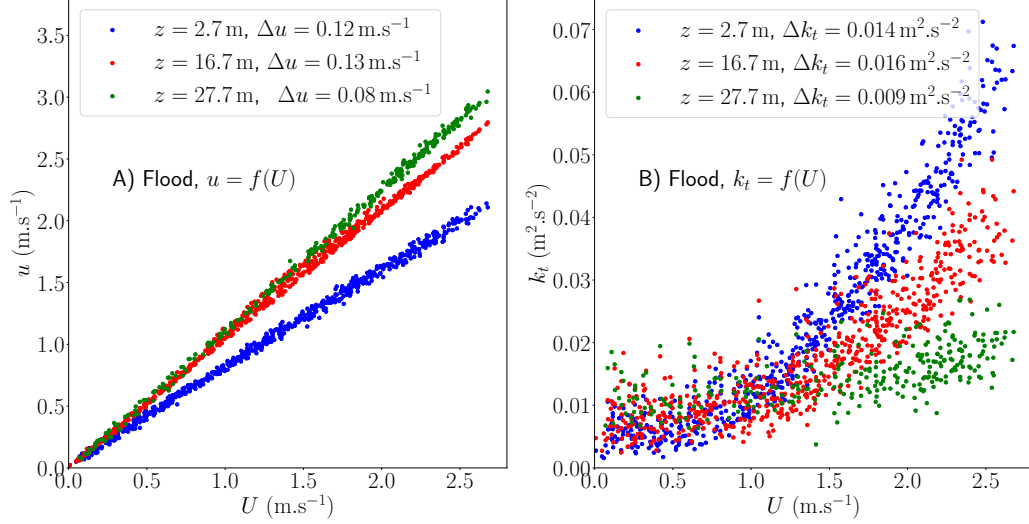 z = 2.7 m, Δu = 0.12 m.s⁻¹
z = 16.7 m, Δu = 0.13 m.s⁻¹
z = 27.7 m, Δu = 0.08 m.s⁻¹
A) Flood, u = f(U)
u (m.s⁻¹)
3.5
3.0
2.5
2.0
1.5
1.0
0.5
0.0
0.0 0.5 1.0 1.5 2.0 2.5
U (m.s⁻¹)
z = 2.7 m, Δkₜ = 0.014 m².s⁻²
z = 16.7 m, Δkₜ = 0.016 m².s⁻²
z = 27.7 m, Δkₜ = 0.009 m².s⁻²
B) Flood, kₜ = f(U)
kₜ (m².s⁻²)
0.07
0.06
0.05
0.04
0.03
0.02
0.01
0.00
0.0 0.5 1.0 1.5 2.0 2.5
U (m.s⁻¹)